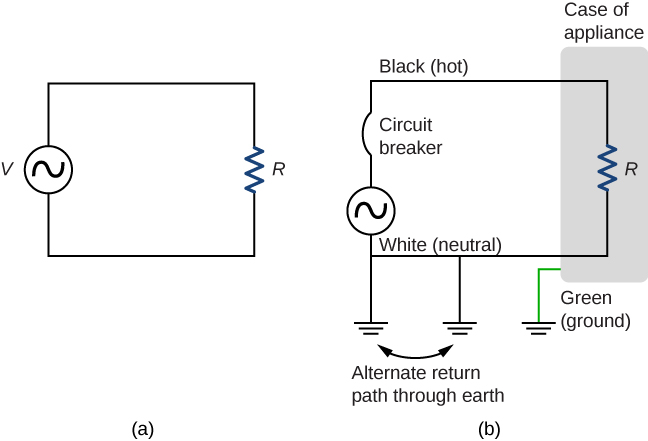 Case of
appliance
Black (hot)
Circuit
breaker
V
R
R
White (neutral)
Green
(ground)
Alternate return
path through earth
(a)
(b)